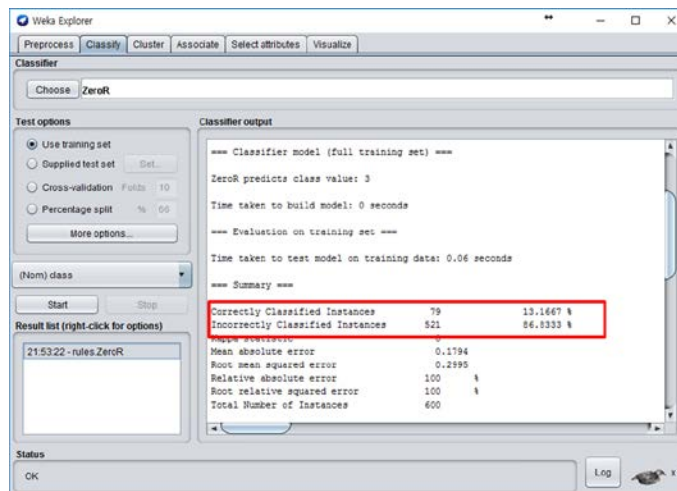 Weka Explorer
Preprocess Classify Cluster Associate Select attributes Visualize
Classifier
Choose ZeroR
Test options
Use training set
Supplied test set Set...
Cross-validation Folds 10
Percentage split % 66
More options...
(Nom) class
Start Stop
Result list (right-click for options)
21:53:22 - rules.ZeroR
Classifier output
=== Classifier model (full training set) ===
ZeroR predicts class value: 3
Time taken to build model: 0 seconds
=== Evaluation on training set ===
Time taken to test model on training data: 0.06 seconds
=== Summary ===
Correctly Classified Instances 79 13.1667 %
Incorrectly Classified Instances 521 86.8333 %
Kappa statistic 0
Mean absolute error 0.1794
Root mean squared error 0.2995
Relative absolute error 100 %
Root relative squared error 100 %
Total Number of Instances 600
Status
OK
Log
x